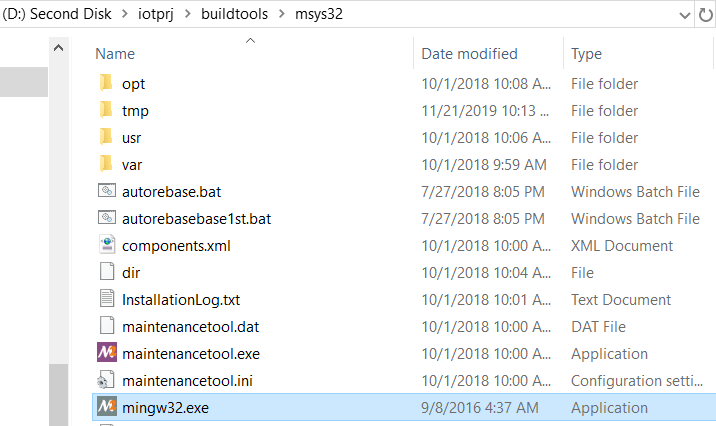 (D:) Second Disk > iotprj > buildtools > msys32
Name Date modified Type
opt 10/1/2018 10:08 A... File folder
tmp 11/21/2019 10:13 ... File folder
usr 10/1/2018 10:06 A... File folder
var 10/1/2018 9:59 AM File folder
autorebase.bat 7/27/2018 8:05 PM Windows Batch File
autorebasebase1st.bat 7/27/2018 8:05 PM Windows Batch File
components.xml 10/1/2018 10:00 A... XML Document
dir 10/1/2018 10:04 A... File
InstallationLog.txt 10/1/2018 10:01 A... Text Document
maintenancetool.dat 10/1/2018 10:00 A... DAT File
maintenancetool.exe 10/1/2018 10:00 A... Application
maintenancetool.ini 10/1/2018 10:00 A... Configuration setti...
mingw32.exe 9/8/2016 4:37 AM Application